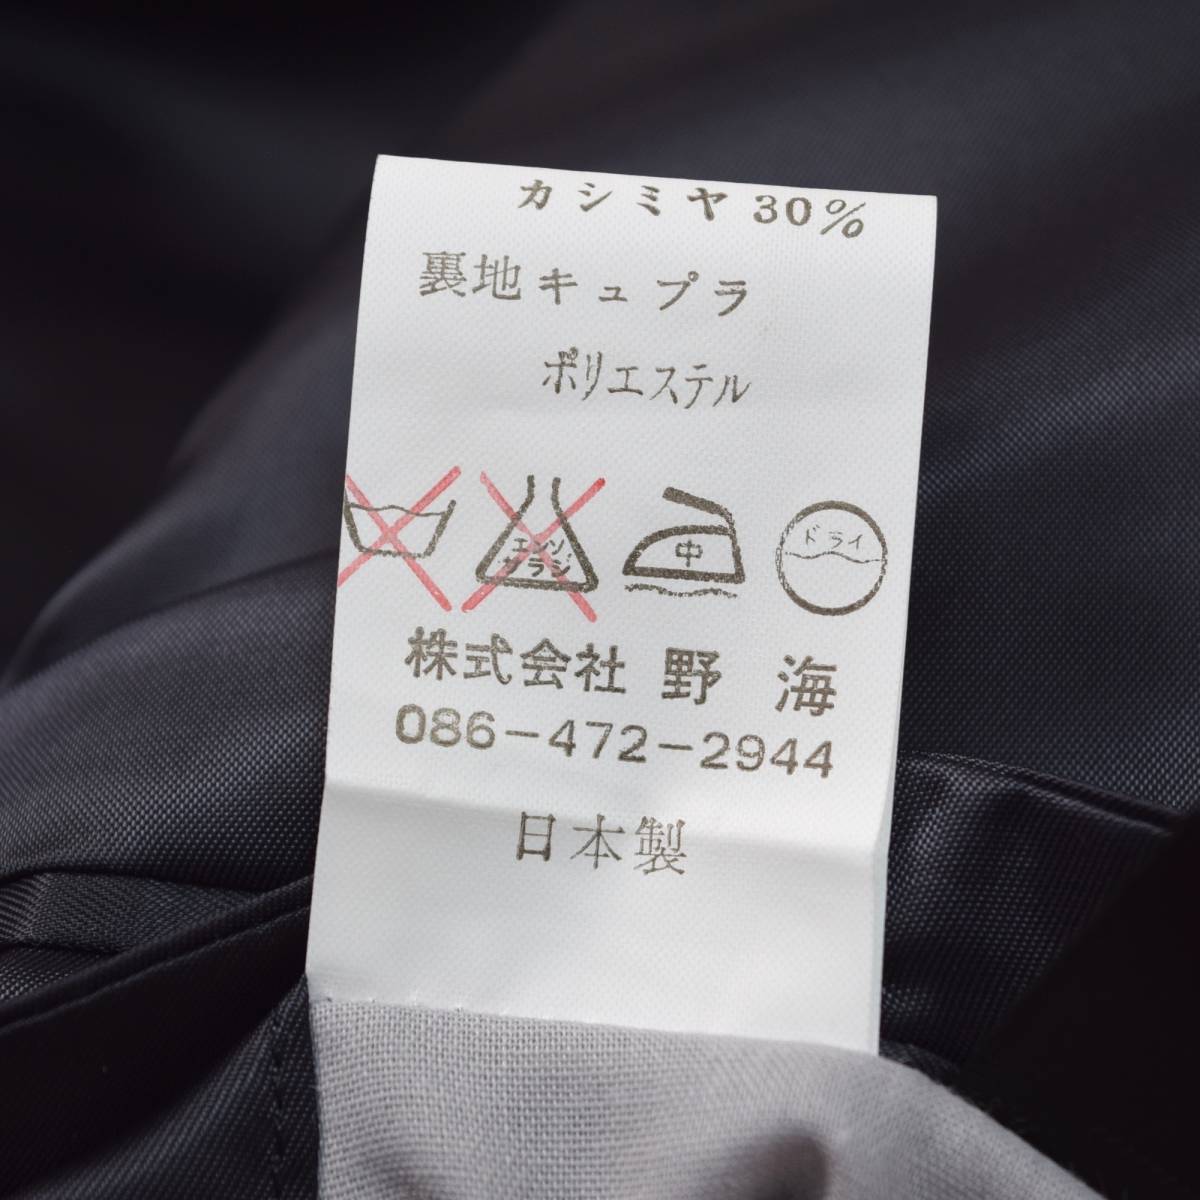 カシミヤ 30%
裏地キュプラ
ポリエステル
エンソ
サラシ
中
ドライ
株式会社 野 海
086-472-2944
日本製